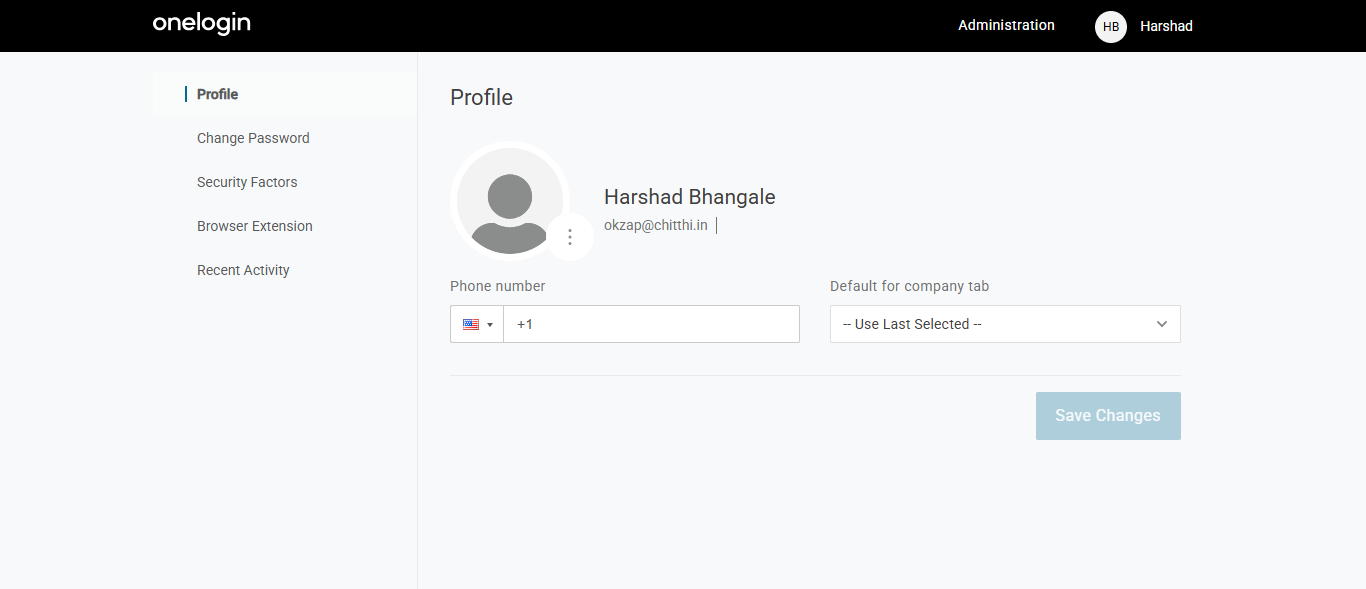 onelogin
Administration
HB
Harshad
Profile
Change Password
Security Factors
Browser Extension
Recent Activity
Profile
Harshad Bhangale
okzap@chitthi.in
Phone number
+1
Default for company tab
-- Use Last Selected --
Save Changes